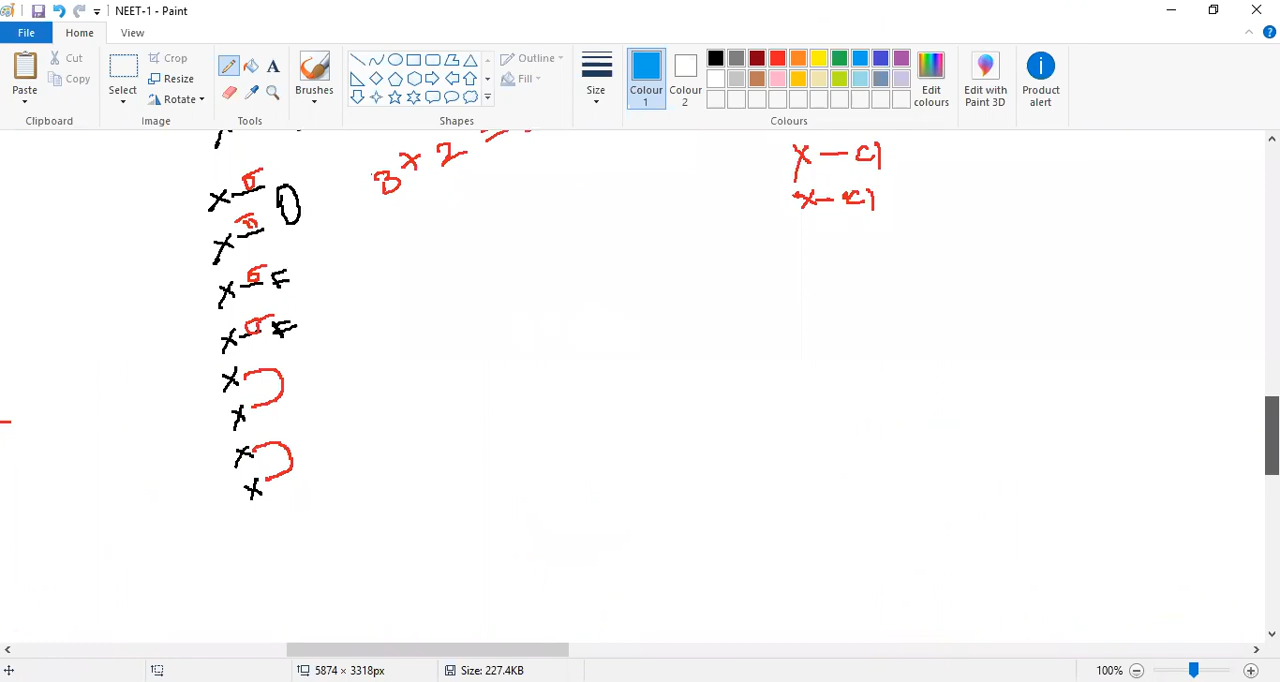 NEET-1 - Paint
File
Home
View
Paste
Cut
Copy
Clipboard
Select
Crop
Resize
Rotate
Image
A
Tools
Brushes
Outline
Fill
Shapes
Size
Colour 1
Colour 2
Edit colours
Colours
Edit with Paint 3D
Product alert
x — σ O
x — π
x — σ F
x — σ F
x
x
x
x
3 x 2
x — Cl
x — Cl
5874 × 3318px
Size: 227.4KB
100%